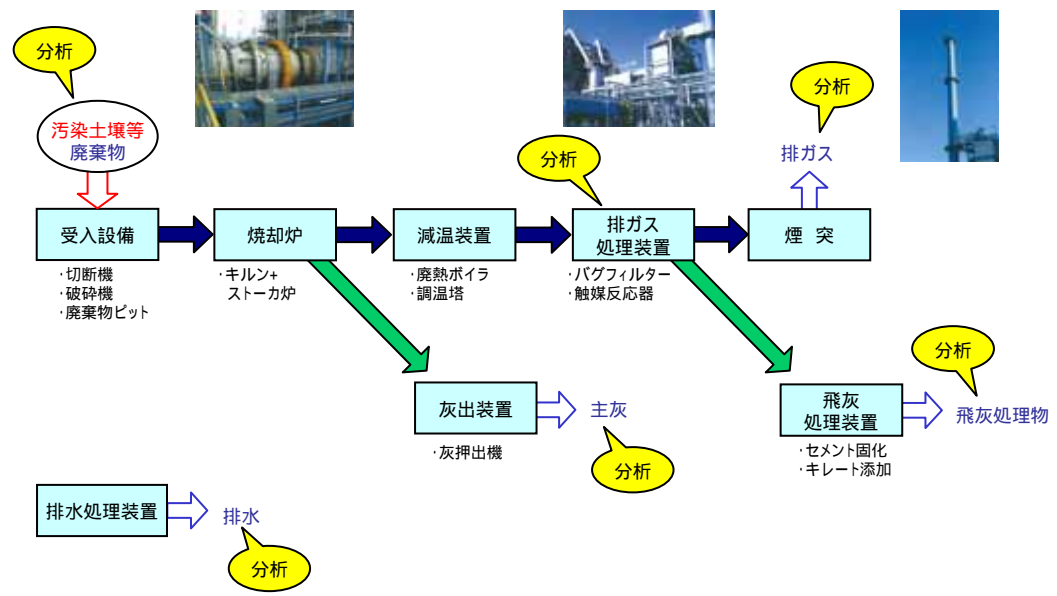 分析
汚染土壌等
廃棄物
分析
排ガス
分析
受入設備
焼却炉
減温装置
排ガス
処理装置
煙 突
・切断機
・破砕機
・廃棄物ピット
・キルン+
ストーカ炉
・廃熱ボイラ
・調温塔
・バグフィルター
・触媒反応器
灰出装置
主灰
・灰押出機
分析
飛灰
処理装置
分析
飛灰処理物
・セメント固化
・キレート添加
排水処理装置
排水
分析